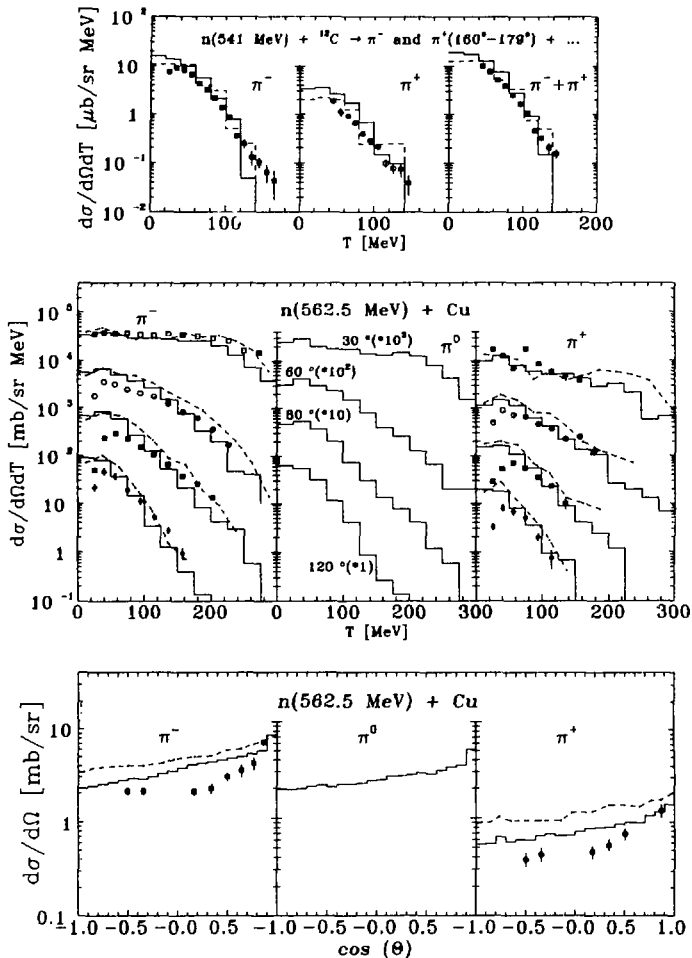 n(541 MeV) + ¹²C → π⁻ and π⁺(160°−179°) + ...
dσ/dΩdT [μb/sr MeV]
10
1
10⁻¹
10⁻²
π⁻
π⁺
π⁻+π⁺
0 100 0 100 0 100 200
T [MeV]
n(562.5 MeV) + Cu
dσ/dΩdT [mb/sr MeV]
10⁵
10⁴
10³
10²
1
10⁻¹
π⁻
π⁰
π⁺
30 °(*10³)
60 °(*10²)
80 °(*10)
120 °(*1)
0 100 200 0 100 200 100 200 300
T [MeV]
n(562.5 MeV) + Cu
dσ/dΩ [mb/sr]
10
1
0.1
π⁻
π⁰
π⁺
−1.0 −0.5 −0.0 0.5 −1.0 −0.5 −0.0 0.5 −1.0 −0.5 −0.0 0.5 1.0
cos (Θ)